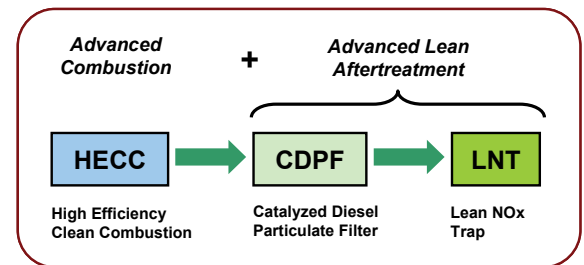 Advanced
Combustion
+
Advanced Lean
Aftertreatment
HECC
CDPF
LNT
High Efficiency
Clean Combustion
Catalyzed Diesel
Particulate Filter
Lean NOx
Trap